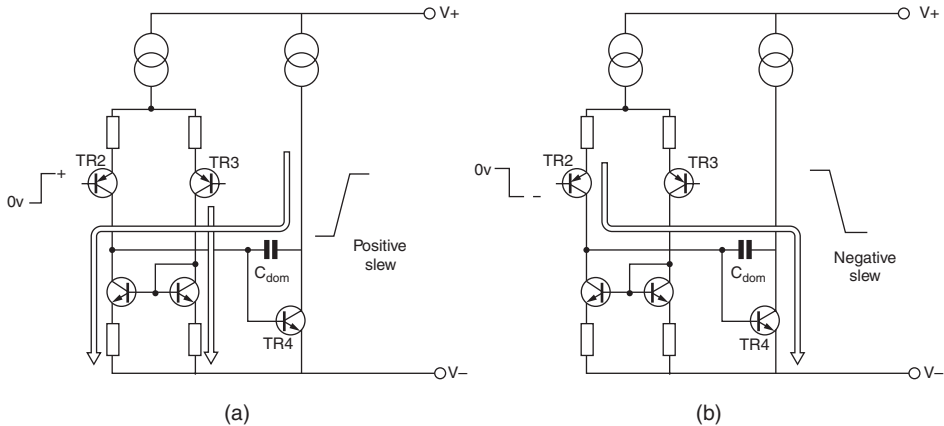 V+
TR2
TR3
0v
+
Positive
slew
C_dom
TR4
V–
(a)
V+
TR2
TR3
0v
– –
Negative
slew
C_dom
TR4
V–
(b)